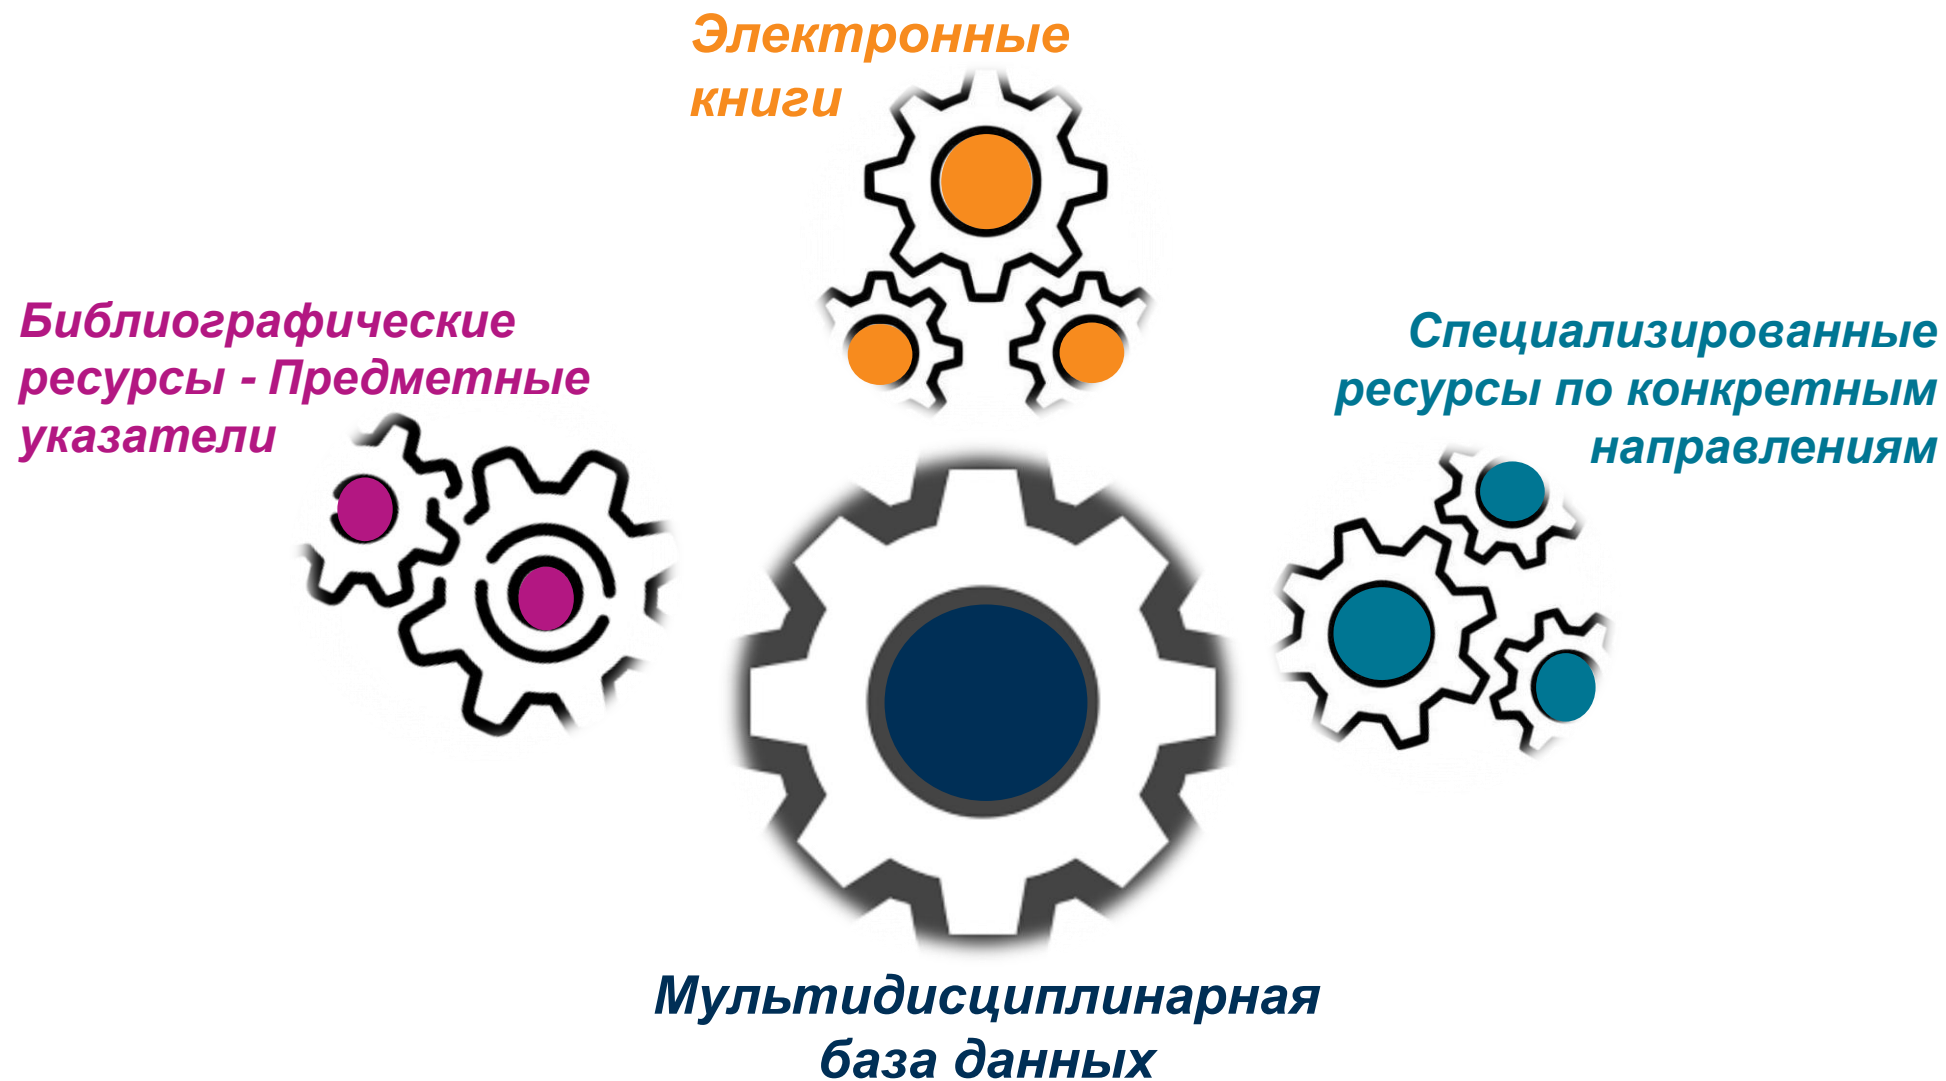 Электронные
книги
Библиографические
ресурсы - Предметные
указатели
Специализированные
ресурсы по конкретным
направлениям
Мультидисциплинарная
база данных